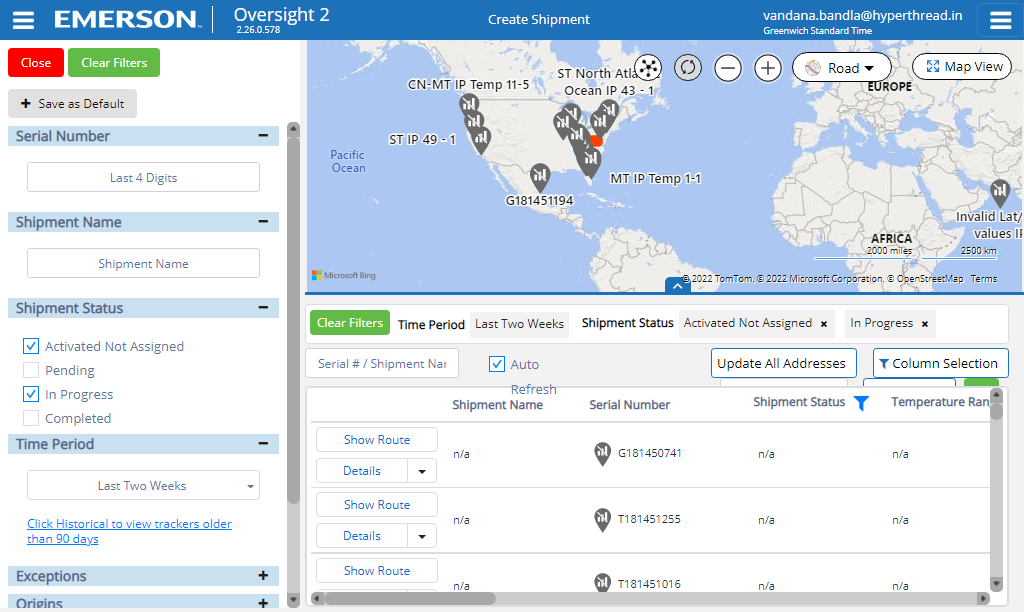 EMERSON
Oversight 2
2.26.0.578
Create Shipment
vandana.bandla@hyperthread.in
Greenwich Standard Time
Close
Clear Filters
+ Save as Default
Serial Number
Last 4 Digits
Shipment Name
Shipment Name
Shipment Status
Activated Not Assigned
Pending
In Progress
Completed
Time Period
Last Two Weeks
Click Historical to view trackers older
than 90 days
Exceptions
Origins
CN-MT IP Temp 11-5
ST North Atla
Ocean IP 43 - 1
ST IP 49 - 1
Pacific
Ocean
MT IP Temp 1-1
G181451194
Road
Map View
EUROPE
AFRICA
Invalid Lat/
values IP
2000 miles
2500 km
Microsoft Bing
© 2022 TomTom, © 2022 Microsoft Corporation, © OpenStreetMap Terms
Clear Filters
Time Period
Last Two Weeks
Shipment Status
Activated Not Assigned ×
In Progress ×
Serial # / Shipment Nar
Auto
Refresh
Update All Addresses
Column Selection
Shipment Name
Serial Number
Shipment Status
Temperature Ran
Show Route
Details
n/a
G181450741
n/a
n/a
Show Route
Details
n/a
T181451255
n/a
n/a
Show Route
n/a
T181451016
n/a
n/a